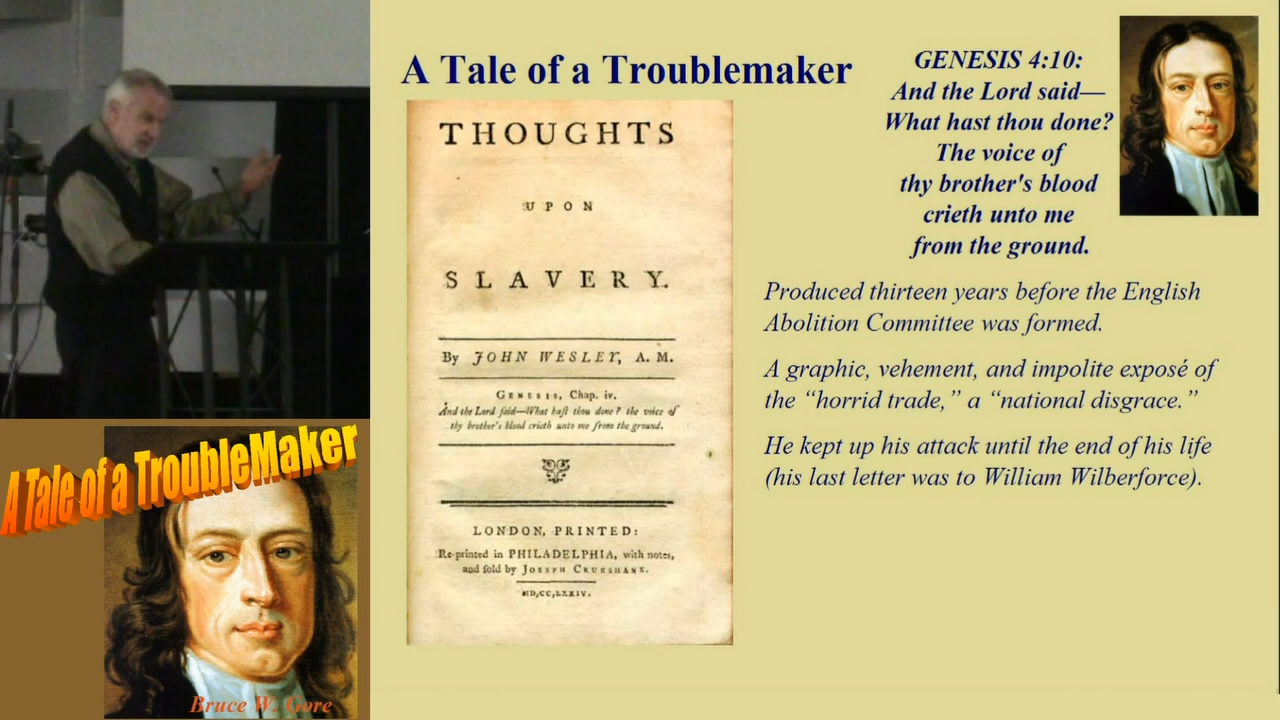 A Tale of a Troublemaker
THOUGHTS
UPON
SLAVERY.
By JOHN WESLEY, A. M.
GENESIS, Chap. iv.
And the Lord ſaid—What haſt thou done? the voice of
thy brother's blood crieth unto me from the ground.
LONDON, PRINTED:
Re-printed in PHILADELPHIA, with notes,
and ſold by JOSEPH CRUKSHANK.
MD,CC,LXXIV.
GENESIS 4:10:
And the Lord said—
What hast thou done?
The voice of
thy brother's blood
crieth unto me
from the ground.
Produced thirteen years before the English
Abolition Committee was formed.
A graphic, vehement, and impolite exposé of
the “horrid trade,” a “national disgrace.”
He kept up his attack until the end of his life
(his last letter was to William Wilberforce).
A Tale of a TroubleMaker
Bruce W. Gore